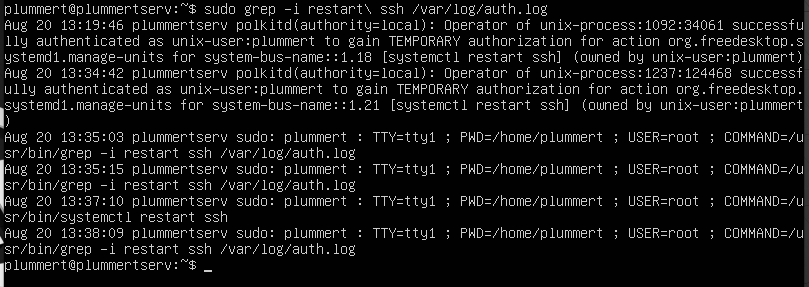 plummert@plummertserv:~$ sudo grep -i restart\ ssh /var/log/auth.log
Aug 20 13:19:46 plummertserv polkitd(authority=local): Operator of unix-process:1092:34061 successfu
lly authenticated as unix-user:plummert to gain TEMPORARY authorization for action org.freedesktop.s
ystemd1.manage-units for system-bus-name::1.18 [systemctl restart ssh] (owned by unix-user:plummert)
Aug 20 13:34:42 plummertserv polkitd(authority=local): Operator of unix-process:1237:124468 successf
ully authenticated as unix-user:plummert to gain TEMPORARY authorization for action org.freedesktop.
systemd1.manage-units for system-bus-name::1.21 [systemctl restart ssh] (owned by unix-user:plummert
)
Aug 20 13:35:03 plummertserv sudo: plummert : TTY=tty1 ; PWD=/home/plummert ; USER=root ; COMMAND=/u
sr/bin/grep -i restart ssh /var/log/auth.log
Aug 20 13:35:15 plummertserv sudo: plummert : TTY=tty1 ; PWD=/home/plummert ; USER=root ; COMMAND=/u
sr/bin/grep -i restart ssh /var/log/auth.log
Aug 20 13:37:10 plummertserv sudo: plummert : TTY=tty1 ; PWD=/home/plummert ; USER=root ; COMMAND=/u
sr/bin/systemctl restart ssh
Aug 20 13:38:09 plummertserv sudo: plummert : TTY=tty1 ; PWD=/home/plummert ; USER=root ; COMMAND=/u
sr/bin/grep -i restart ssh /var/log/auth.log
plummert@plummertserv:~$ _